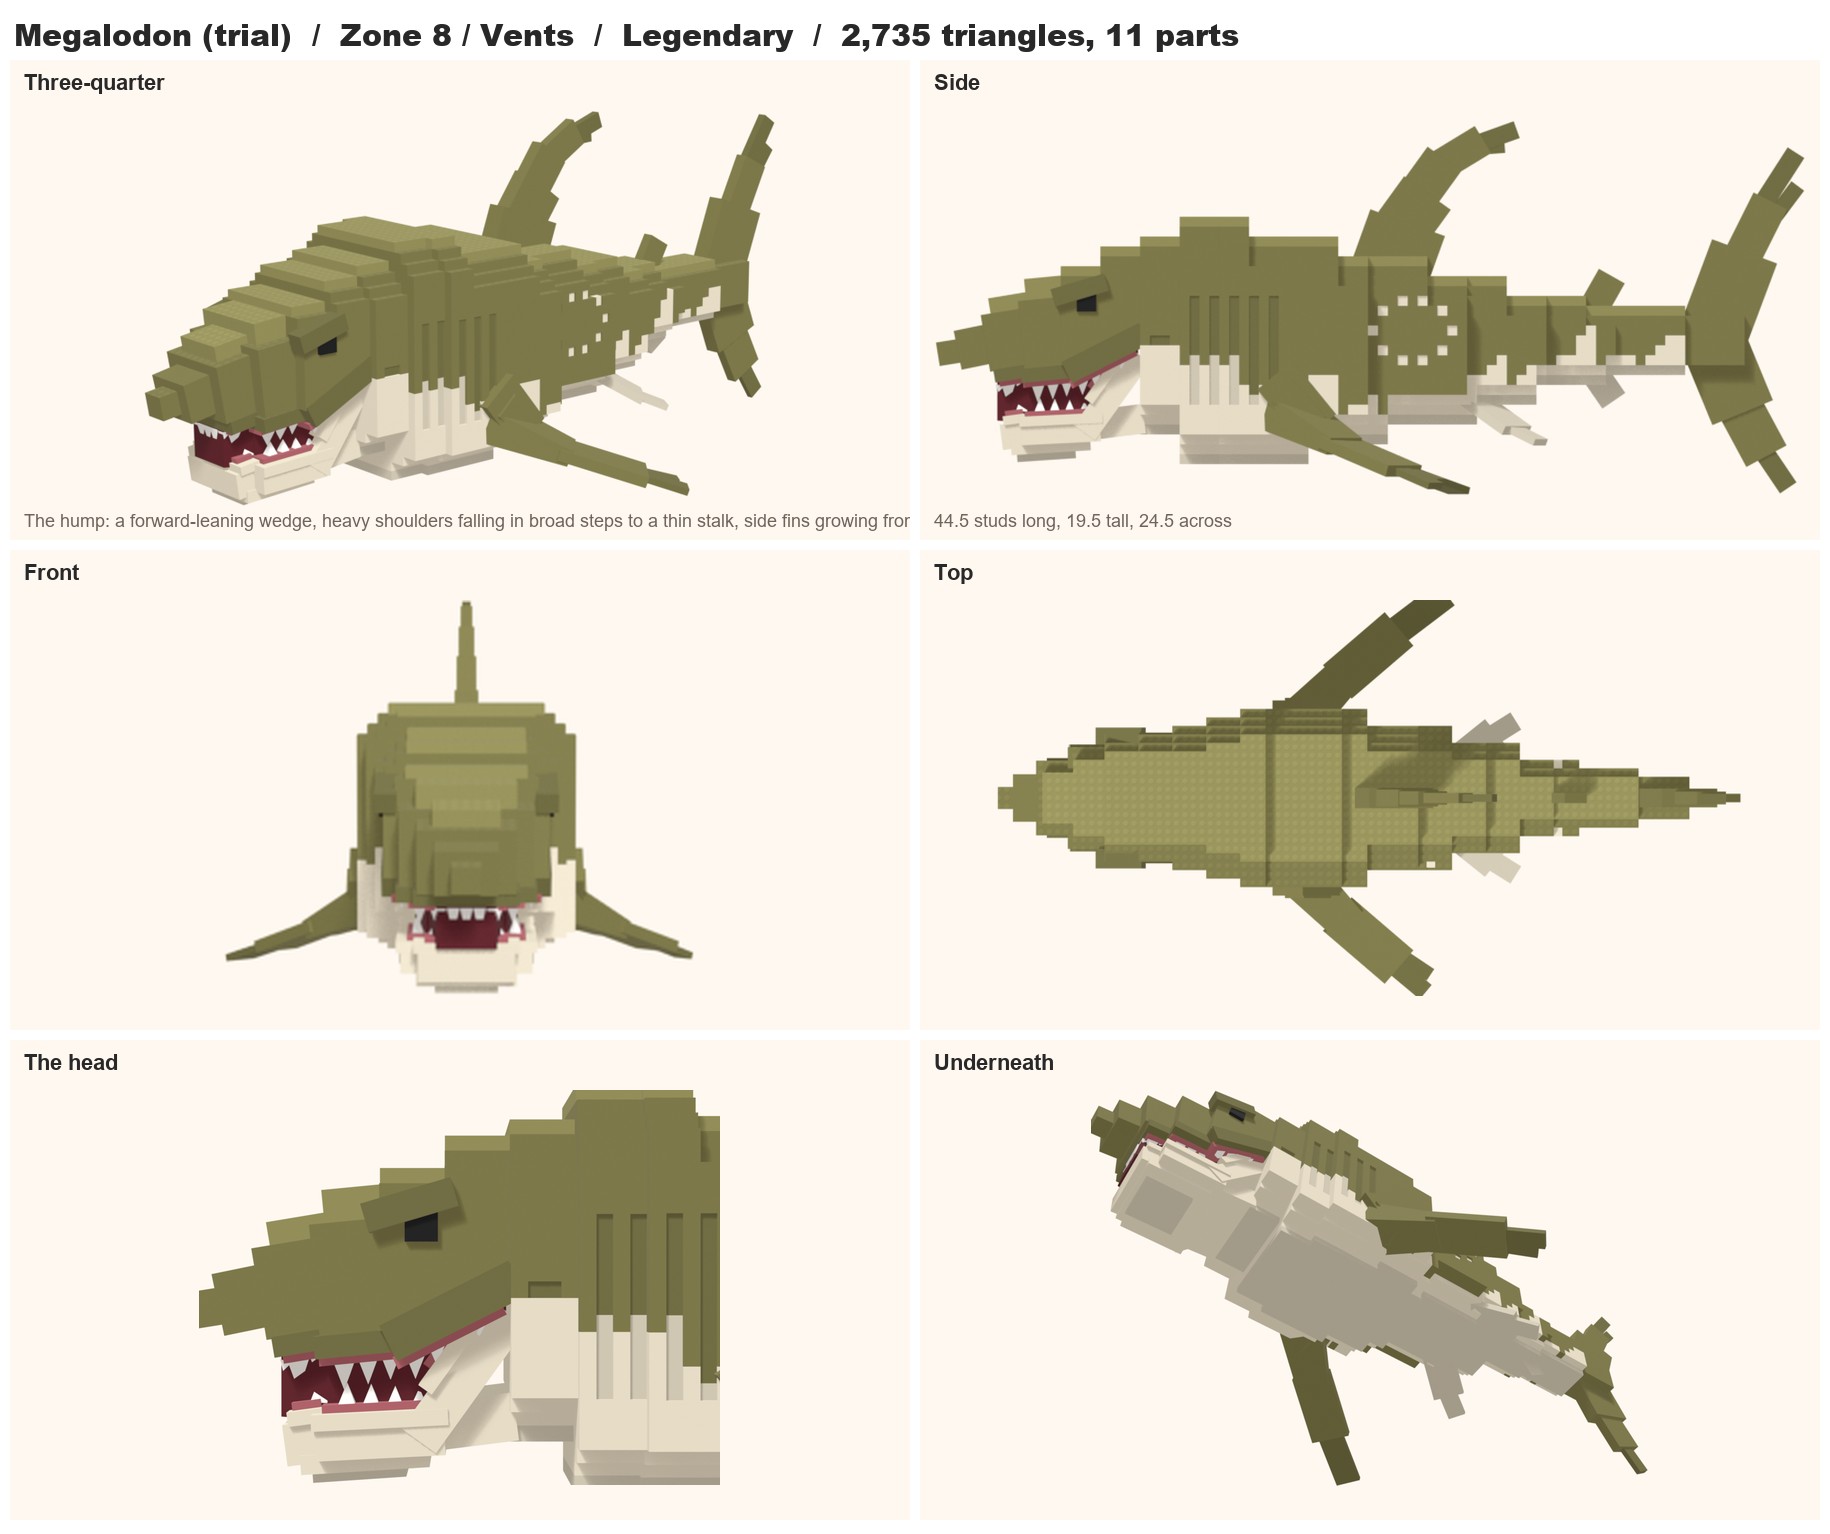 Megalodon (trial) / Zone 8 / Vents / Legendary / 2,735 triangles, 11 parts
Three-quarter
Side
The hump: a forward-leaning wedge, heavy shoulders falling in broad steps to a thin stalk, side fins growing
44.5 studs long, 19.5 tall, 24.5 across
Front
Top
The head
Underneath